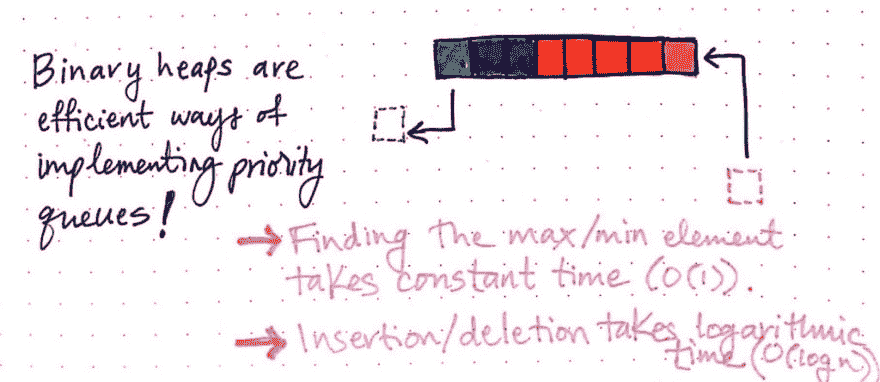 Binary heaps are
efficient ways of
implementing priority
queues!
→ Finding the max/min element
takes constant time (O(1)).
→ Insertion/deletion takes logarithmic
time (O(log n))